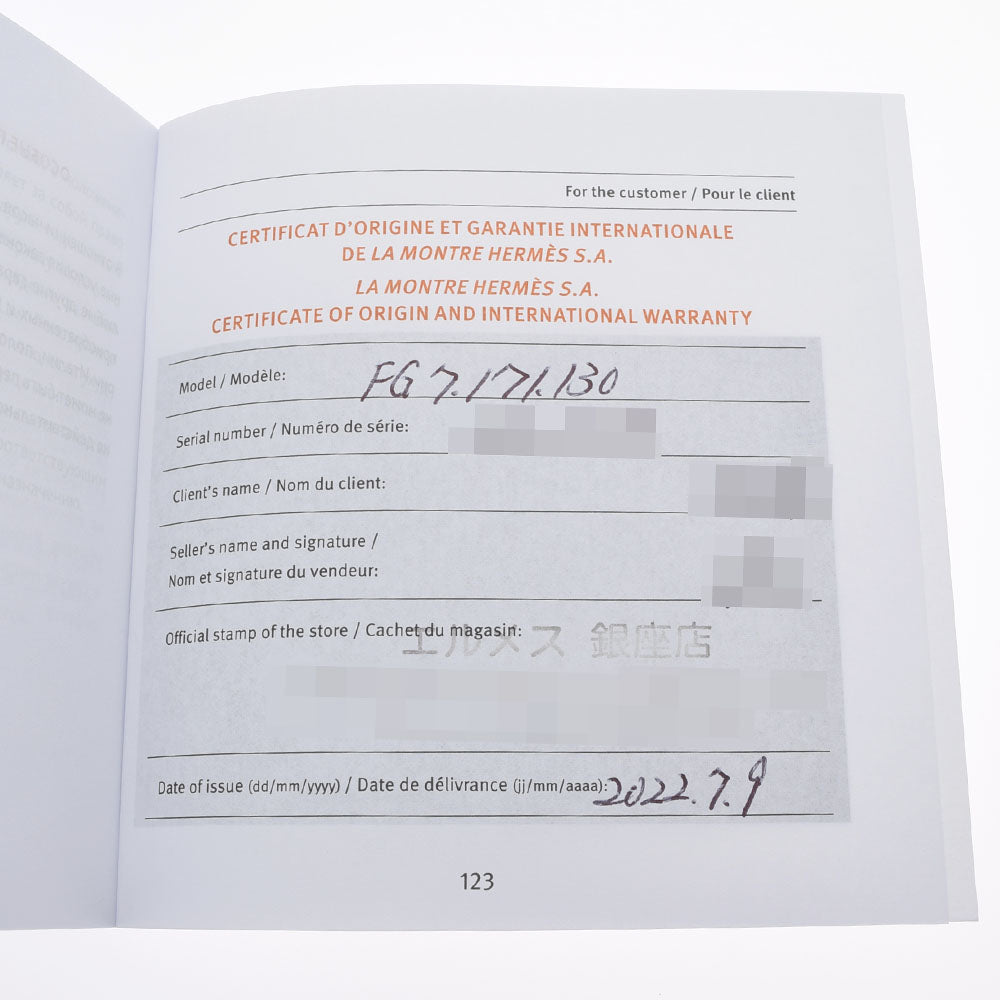 For the customer / Pour le client
CERTIFICAT D'ORIGINE ET GARANTIE INTERNATIONALE
DE LA MONTRE HERMÈS S.A.
LA MONTRE HERMÈS S.A.
CERTIFICATE OF ORIGIN AND INTERNATIONAL WARRANTY
Model / Modèle: FG7.171.130
Serial number / Numéro de série:
Client's name / Nom du client:
Seller's name and signature /
Nom et signature du vendeur:
Official stamp of the store / Cachet du magasin:
エルメス 銀座店
Date of issue (dd/mm/yyyy) / Date de délivrance (jj/mm/aaaa): 2022.7.9
123